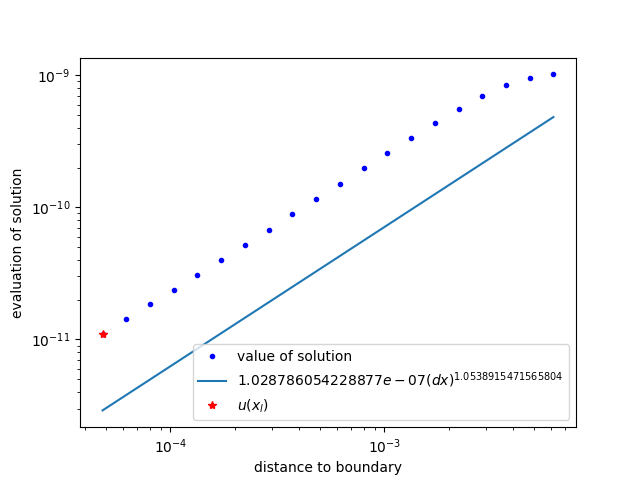 10⁻⁹
10⁻¹⁰
10⁻¹¹
evaluation of solution
value of solution
1.028786054228877e − 07(dx)¹·⁰⁵³⁸⁹¹⁵⁴⁷¹⁵⁶⁵⁸⁰⁴
u(x_l)
10⁻⁴
10⁻³
distance to boundary